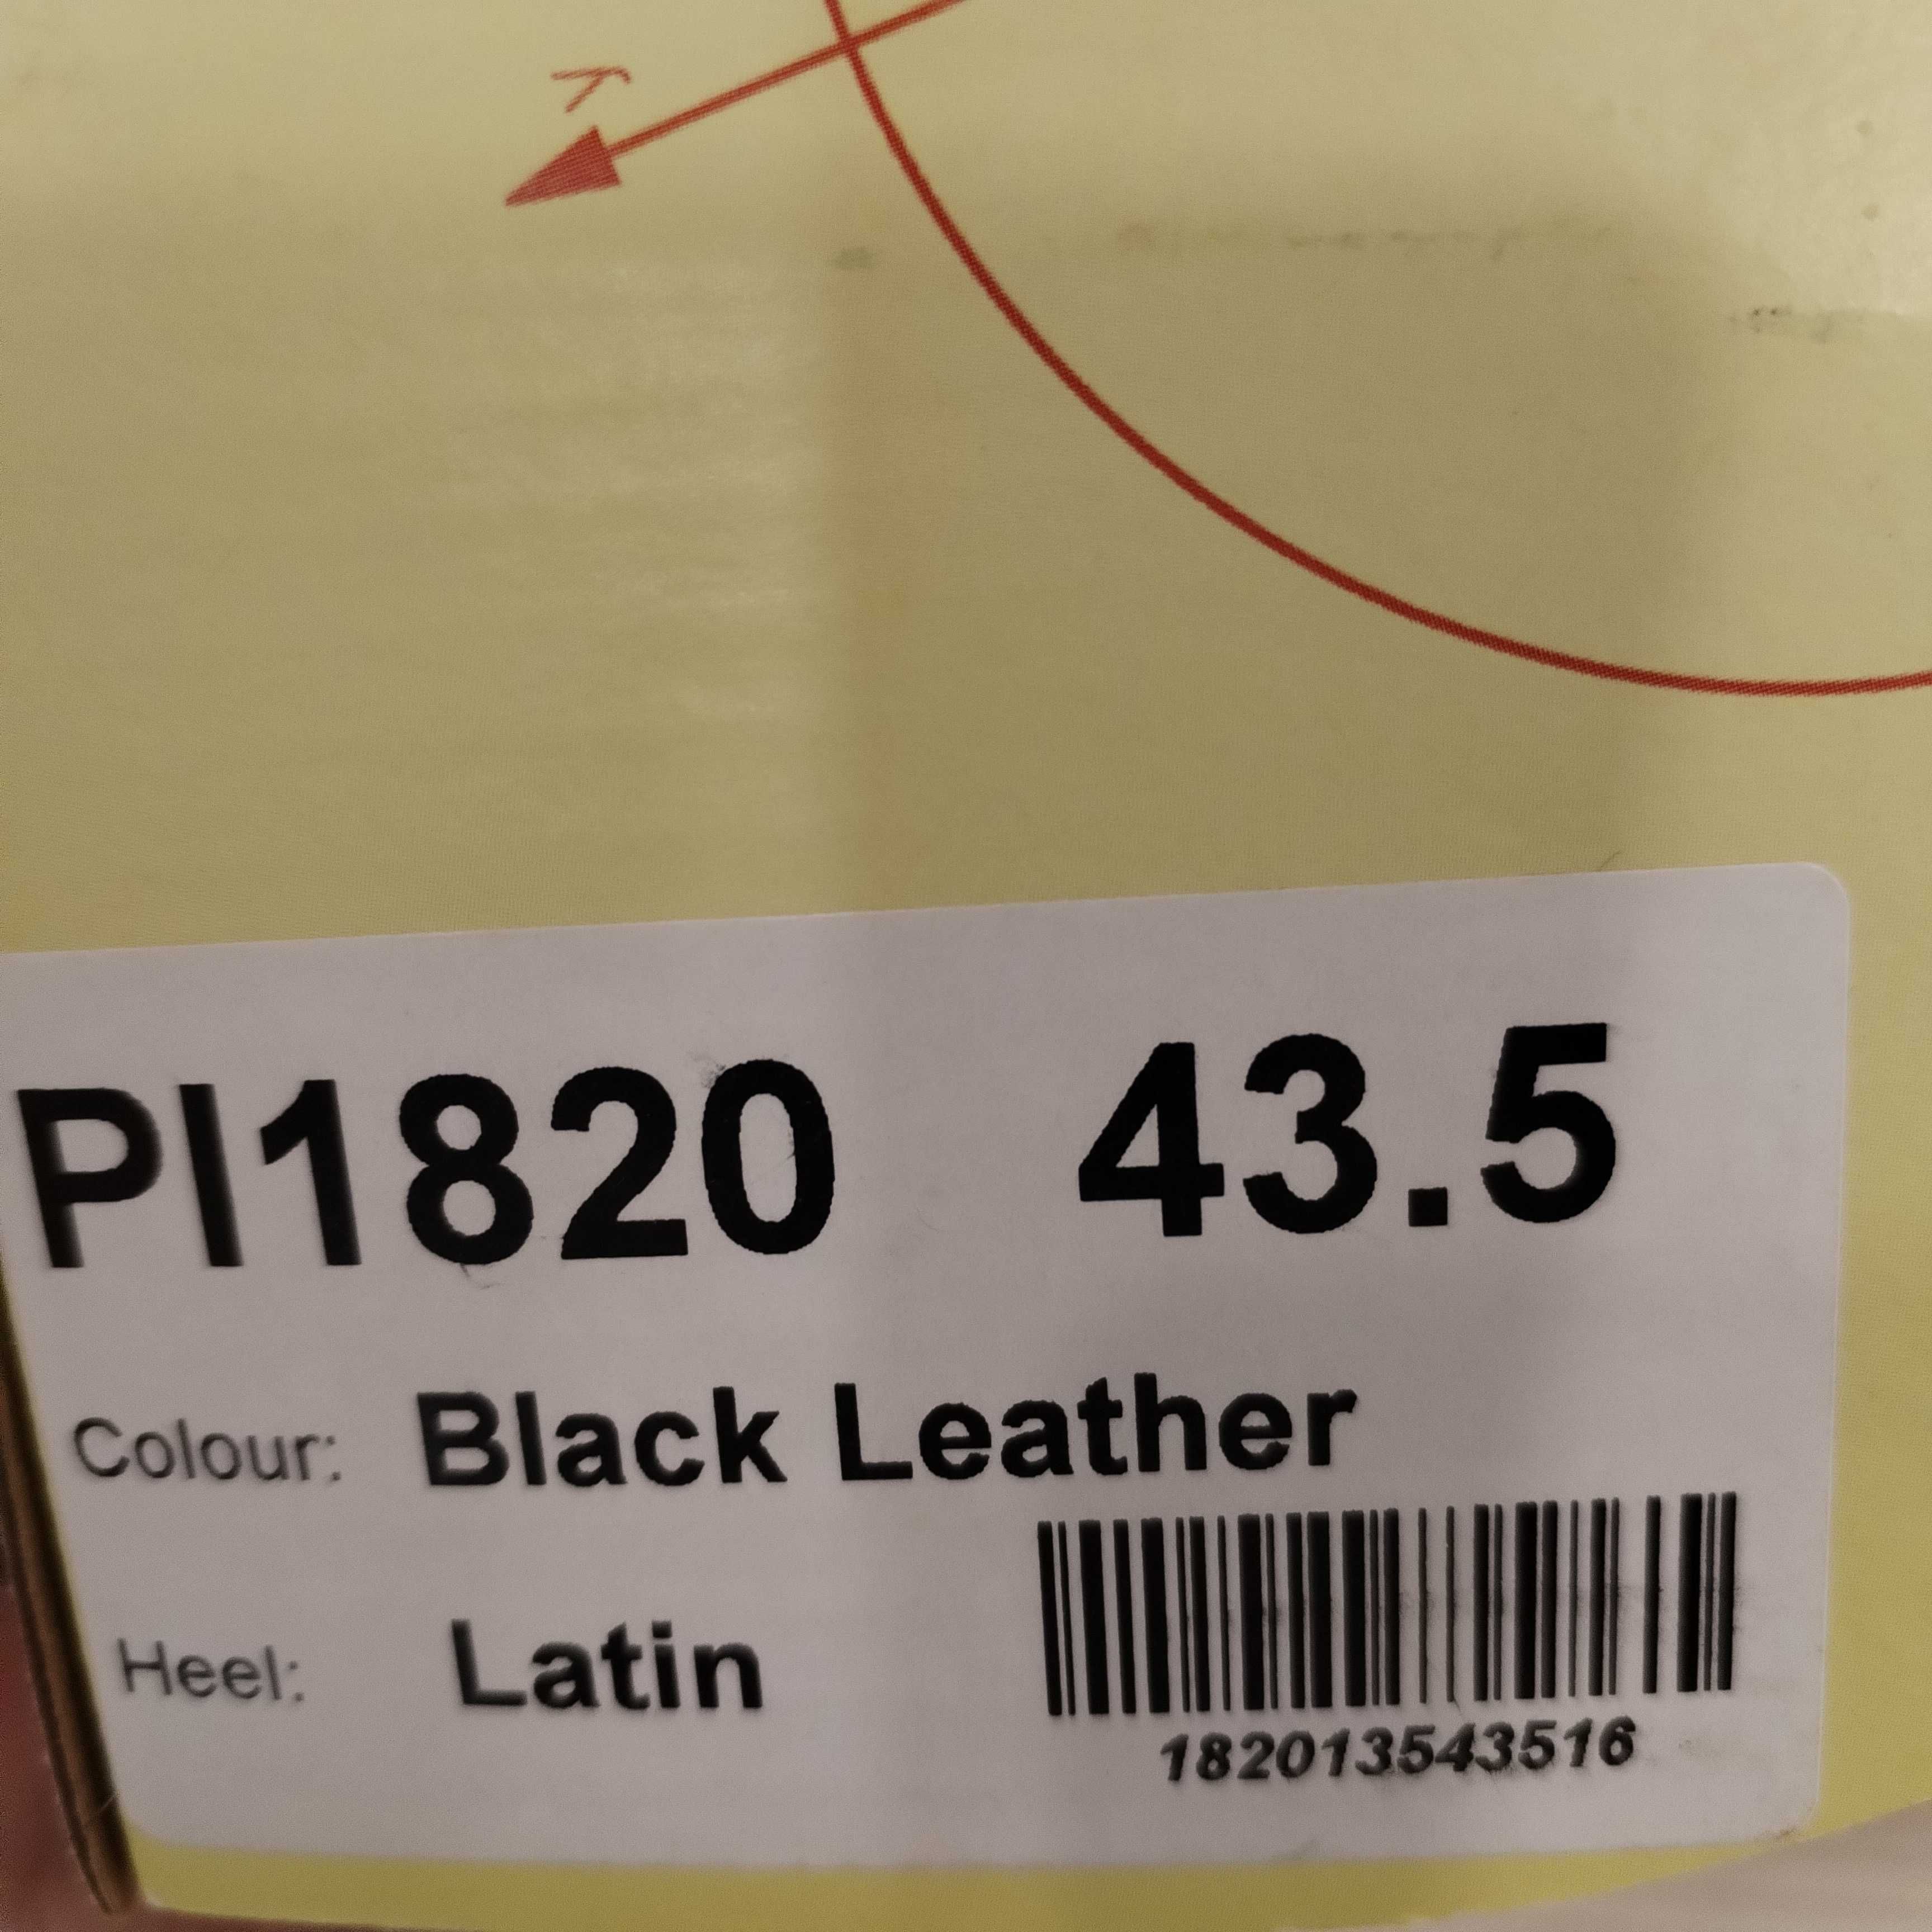 Y
PI1820 43.5
Colour: Black Leather
Heel: Latin
182013543516